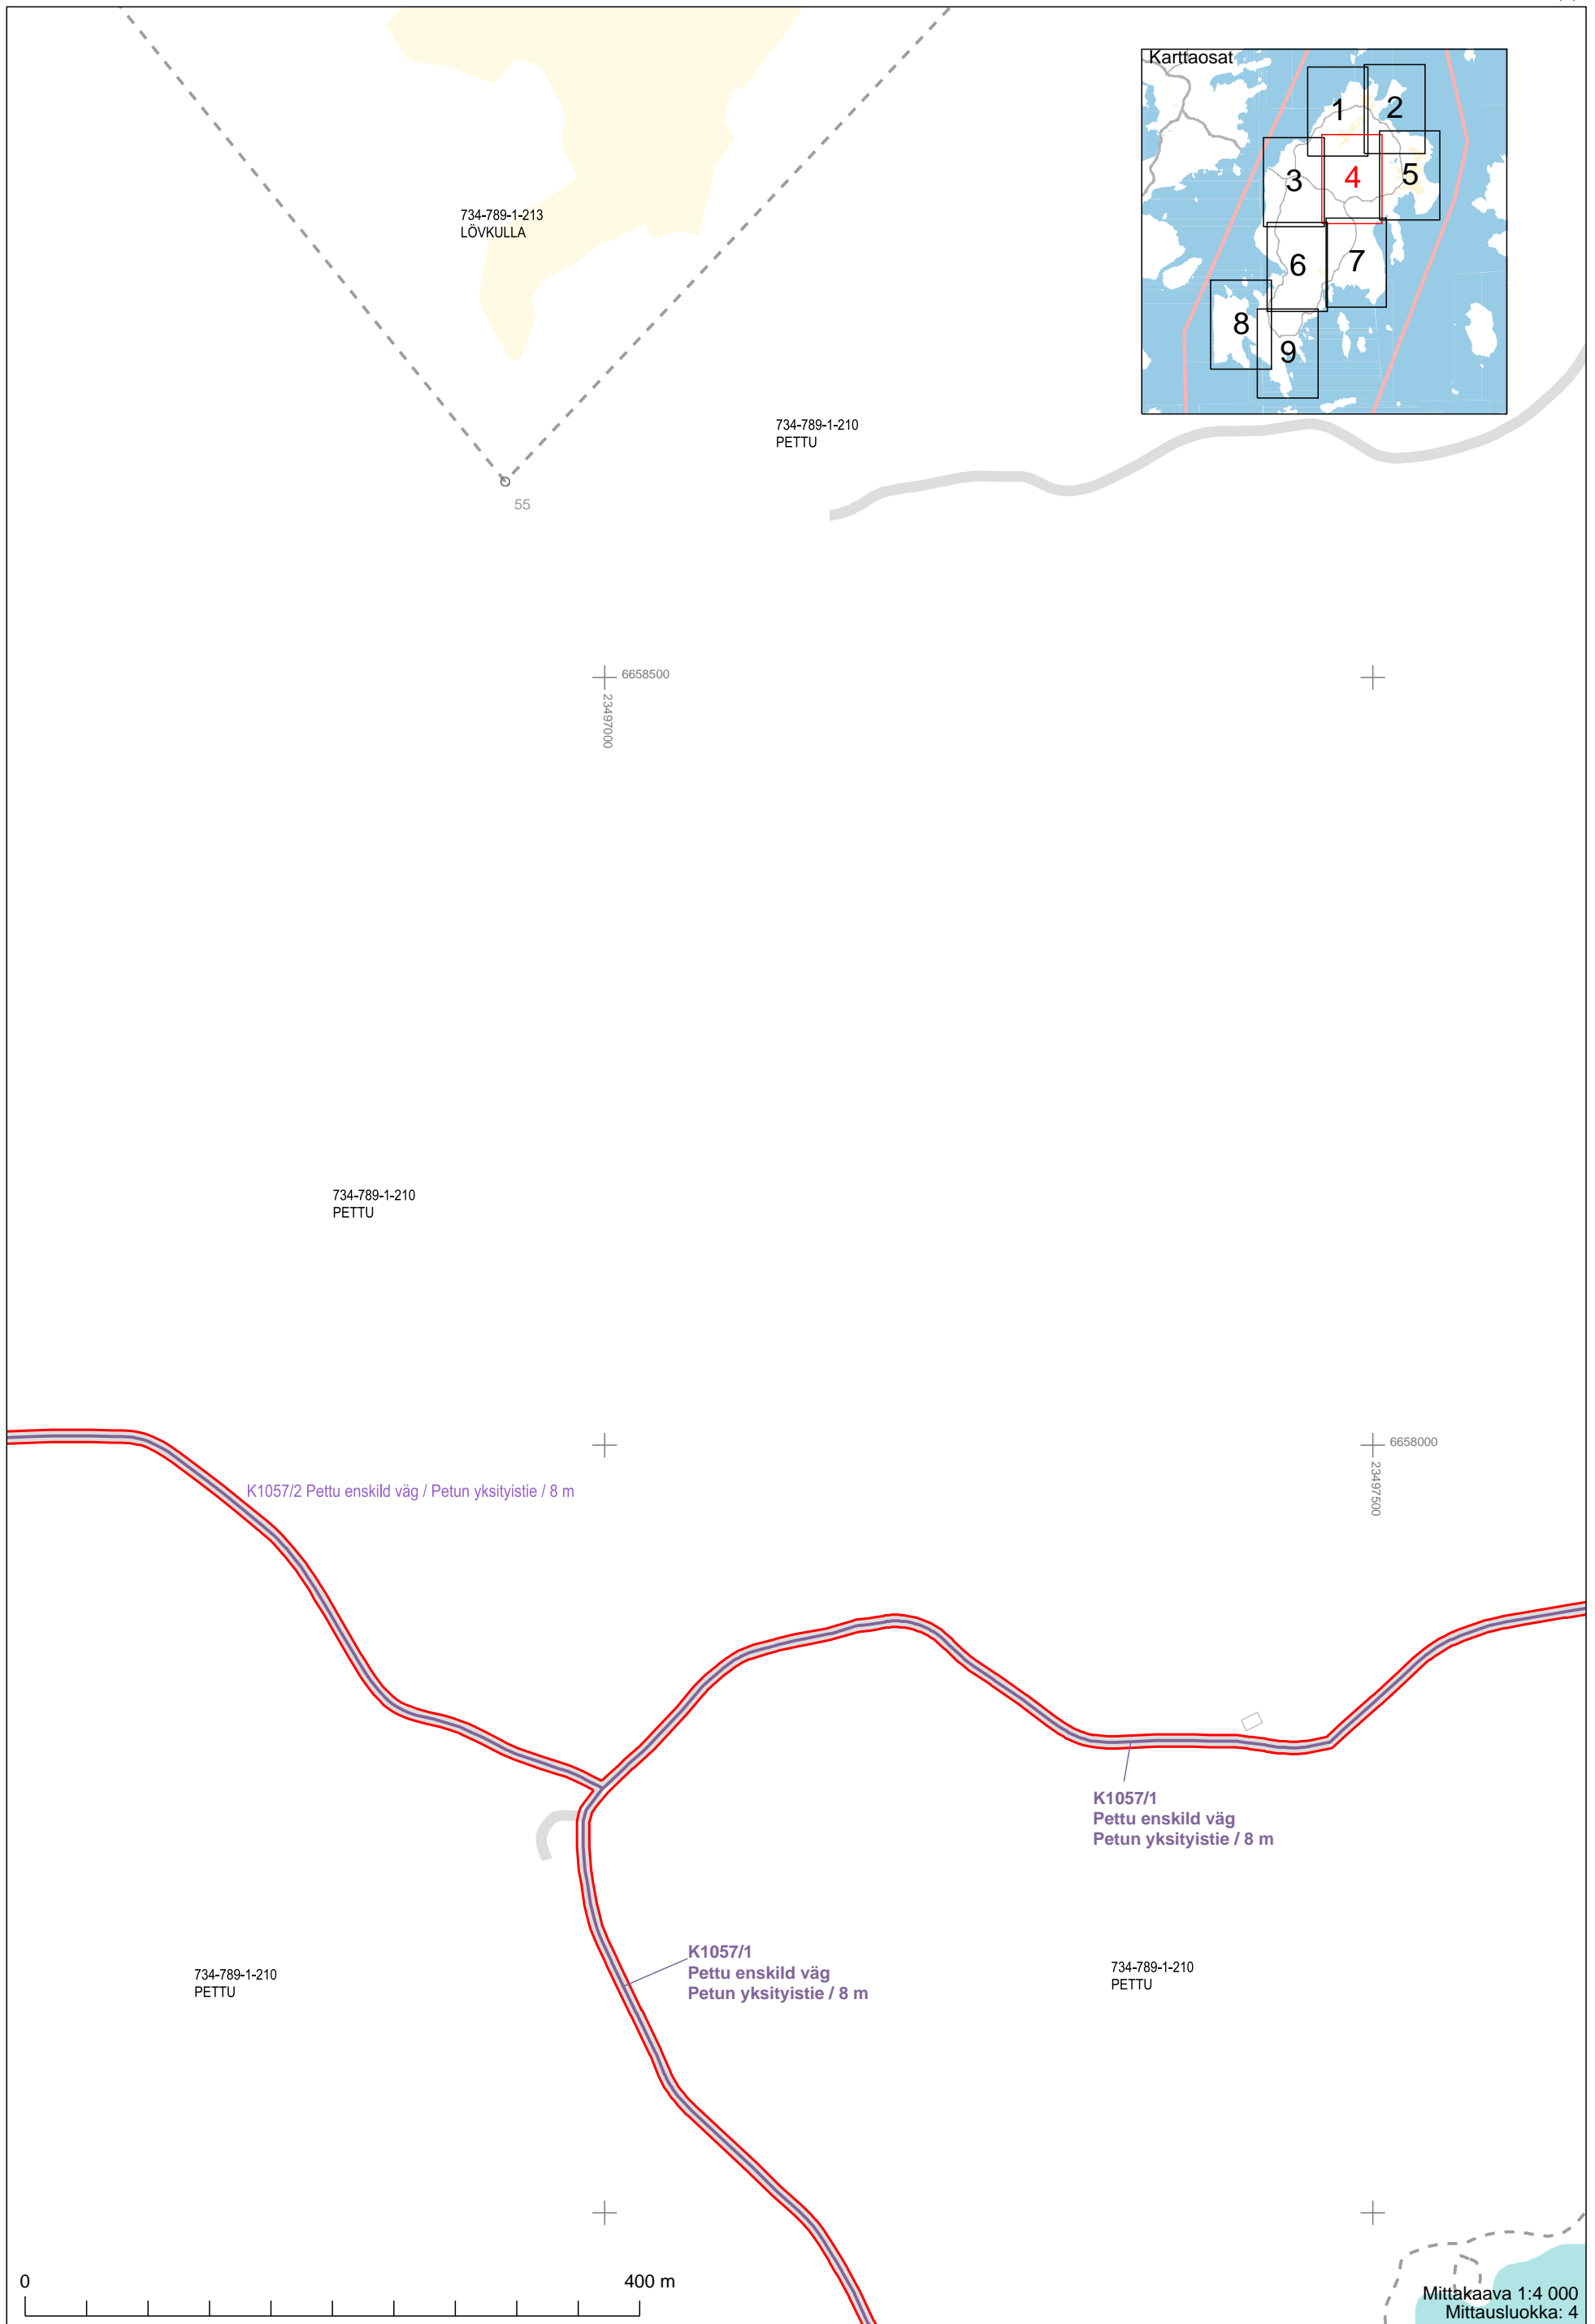 Karttaosat
1
2
3
4
5
6
7
8
9
734-789-1-213
LÖVKULLA
734-789-1-210
PETTU
55
6658500
23497000
734-789-1-210
PETTU
6658000
23497500
K1057/2 Pettu enskild väg / Petun yksityistie / 8 m
K1057/1
Pettu enskild väg
Petun yksityistie / 8 m
K1057/1
Pettu enskild väg
Petun yksityistie / 8 m
734-789-1-210
PETTU
734-789-1-210
PETTU
0
400 m
Mittakaava 1:4 000
Mittausluokka: 4